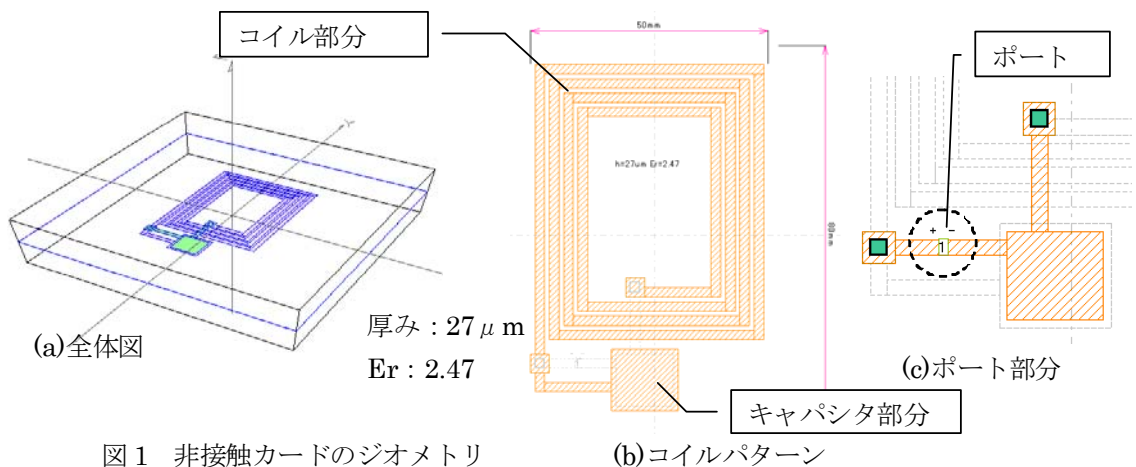 コイル部分
ポート
50mm
Y
h=27um Er=2.47
80mm
+ -
1
1
(a)全体図
厚み：27μm
Er：2.47
(c)ポート部分
キャパシタ部分
図1 非接触カードのジオメトリ
(b)コイルパターン